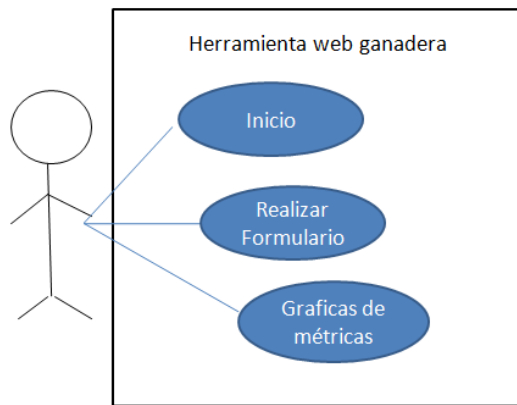 Herramienta web ganadera
Inicio
Realizar
Formulario
Graficas de
métricas